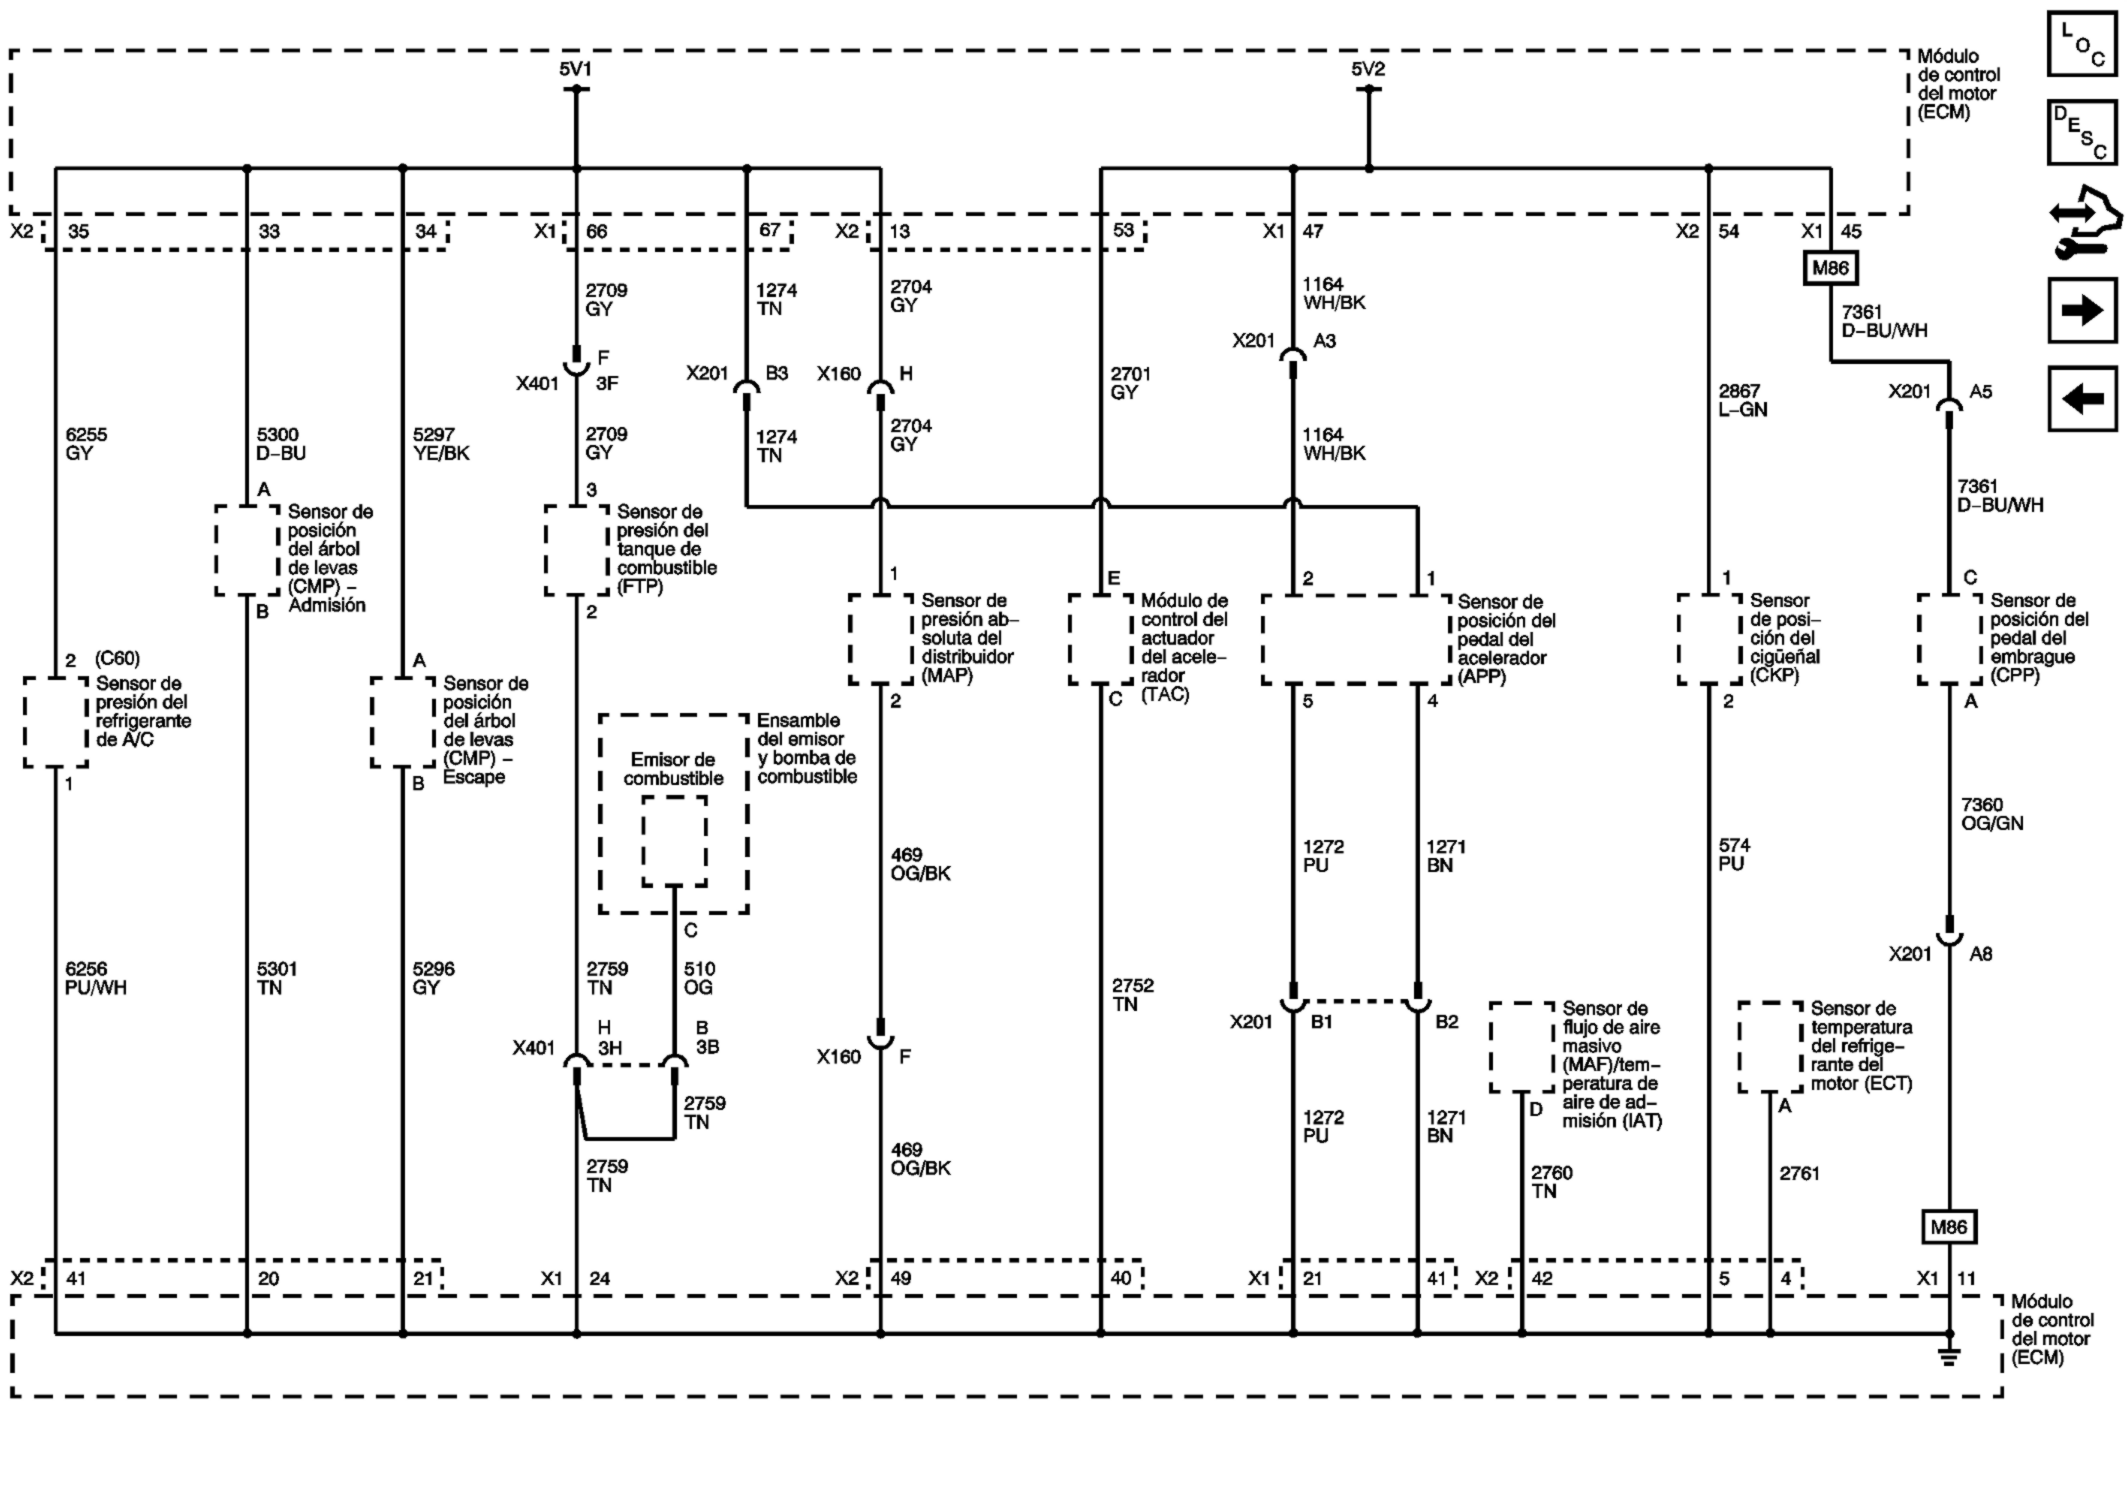 5V1
5V2
Módulo
de control
del motor
(ECM)
L
O
C
D
E
S
C
X2
35
33
34
X1
66
67
X2
13
53
X1
47
X2
54
X1
45
M86
2709
GY
1274
TN
2704
GY
1164
WH/BK
7361
D–BU/WH
X401
F
3F
X201
B3
X160
H
X201
A3
X201
A5
2701
GY
2867
L–GN
6255
GY
5300
D–BU
5297
YE/BK
2709
GY
1274
TN
2704
GY
1164
WH/BK
7361
D–BU/WH
A
Sensor de
posición
del árbol
de levas
(CMP) –
Admisión
B
3
Sensor de
presión del
tanque de
combustible
(FTP)
2
1
Sensor de
presión ab–
soluta del
distribuidor
(MAP)
2
E
Módulo de
control del
actuador
del acele–
rador
(TAC)
C
2
1
Sensor de
posición del
pedal del
acelerador
(APP)
5
4
1
Sensor
de posi–
ción del
cigüeñal
(CKP)
2
C
Sensor de
posición del
pedal del
embrague
(CPP)
A
2
(C60)
Sensor de
presión del
refrigerante
de A/C
1
A
Sensor de
posición
del árbol
de levas
(CMP) –
Escape
B
Emisor de
combustible
Ensamble
del emisor
y bomba de
combustible
C
469
OG/BK
1272
PU
1271
BN
574
PU
7360
OG/GN
6256
PU/WH
5301
TN
5296
GY
2759
TN
510
OG
2752
TN
X201
A8
X401
H
3H
B
3B
X160
F
X201
B1
B2
Sensor de
flujo de aire
masivo
(MAF)/tem–
peratura de
aire de ad–
misión (IAT)
D
Sensor de
temperatura
del refrige–
rante del
motor (ECT)
A
2759
TN
2759
TN
469
OG/BK
1272
PU
1271
BN
2760
TN
2761
M86
X2
41
20
21
X1
24
X2
49
40
X1
21
41
X2
42
5
4
X1
11
Módulo
de control
del motor
(ECM)